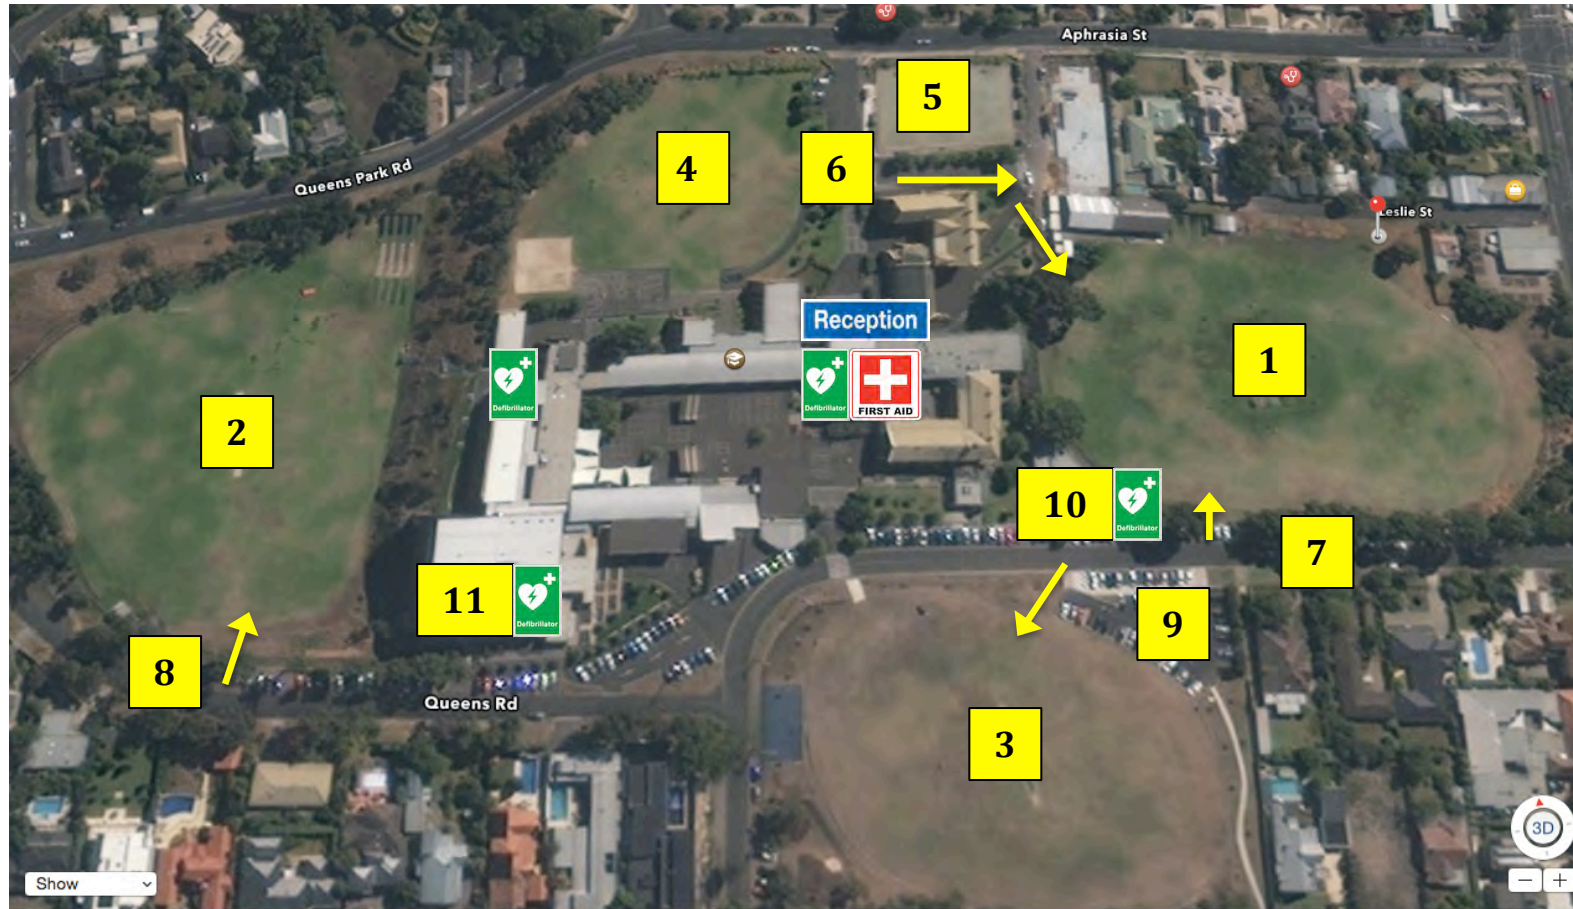 Aphrasia St
5
4
6
Queens Park Rd
Leslie St
Reception
1
Defibrillator
Defibrillator
FIRST AID
2
10
Defibrillator
7
11
Defibrillator
9
8
Queens Rd
3
3D
Show